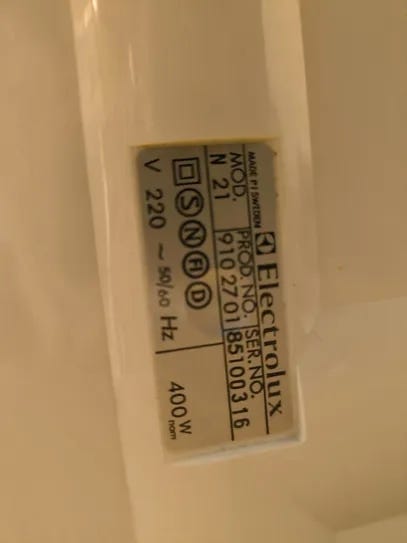 Electrolux
MADE I SWEDEN
MOD. PROD.NO. SER.NO.
N 21 910 27 01 85100316
S N FI D
V 220 ~ 50/60 Hz 400 W
nom